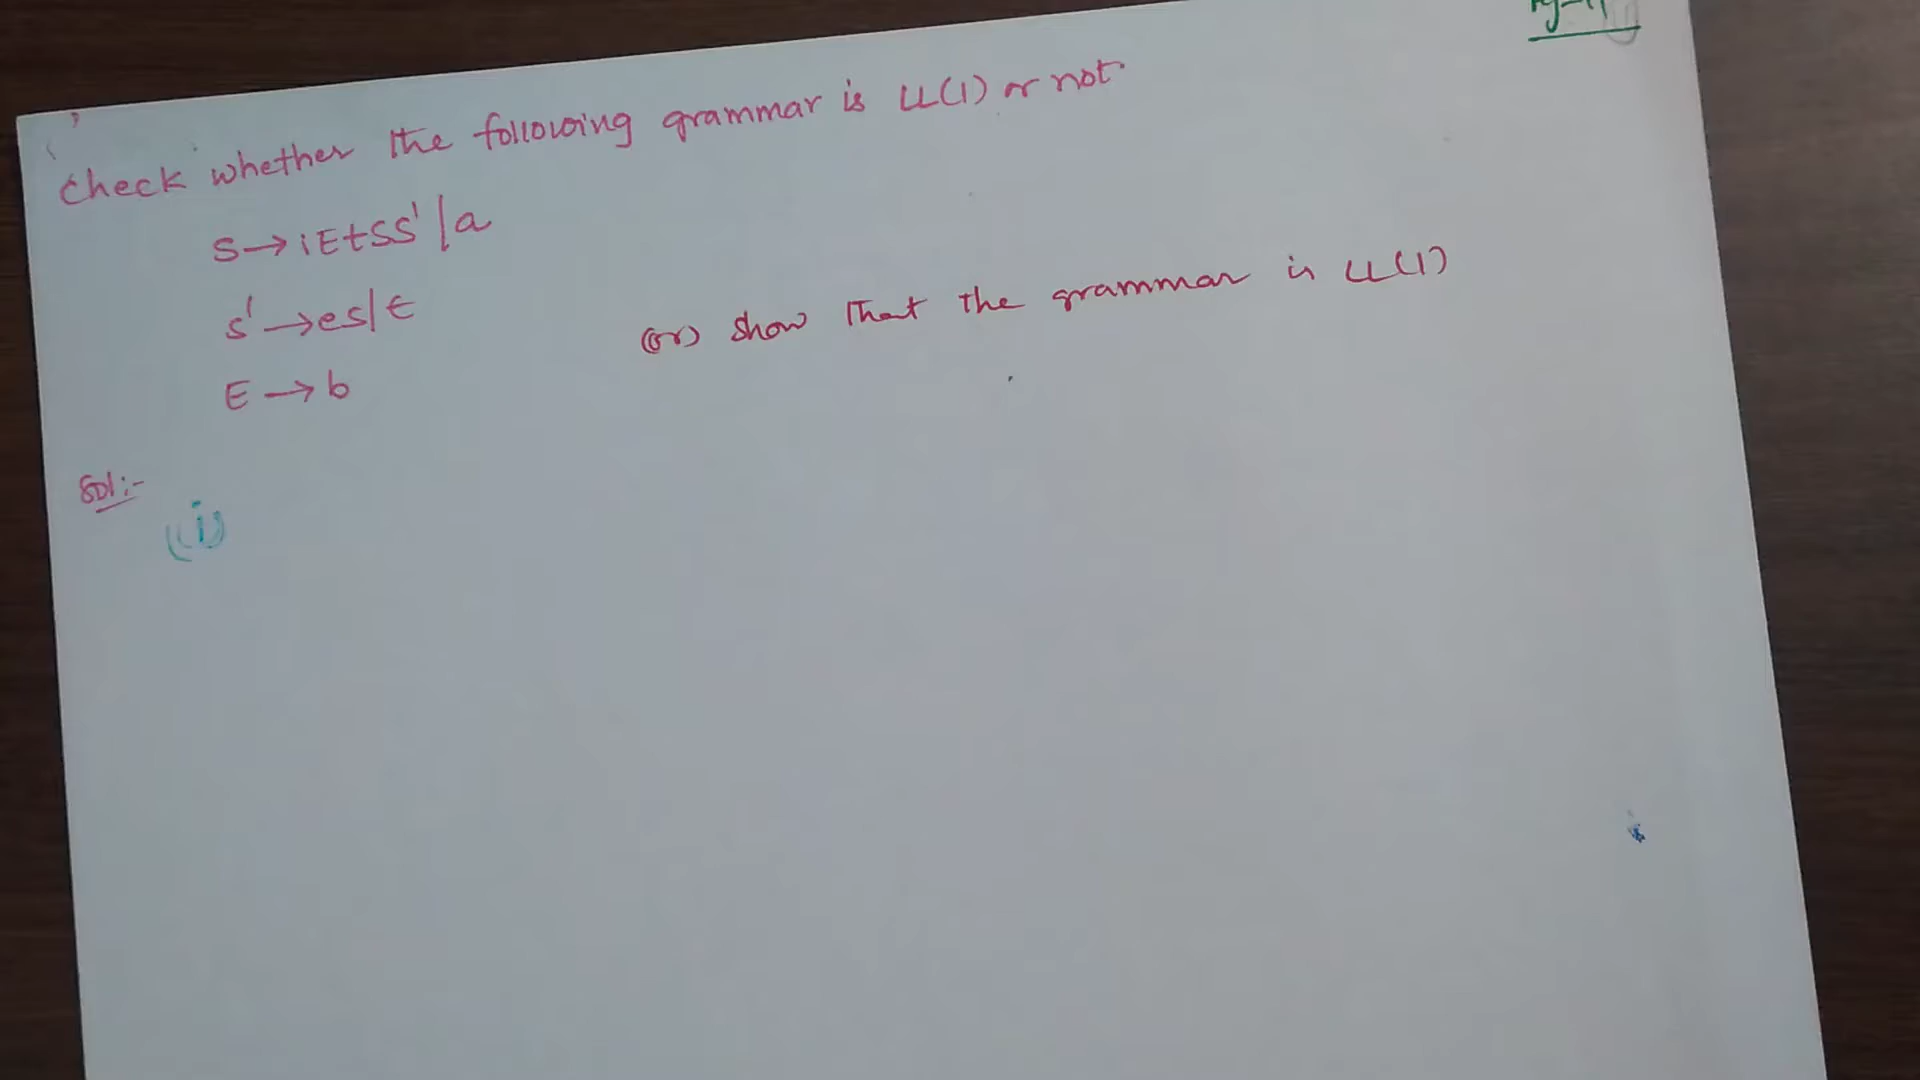 Check whether the following grammar is LL(1) or not
S→iEtSS'|a
s'→es|ε
(or) show that the grammar is LL(1)
E→b
Sol:-
(i)